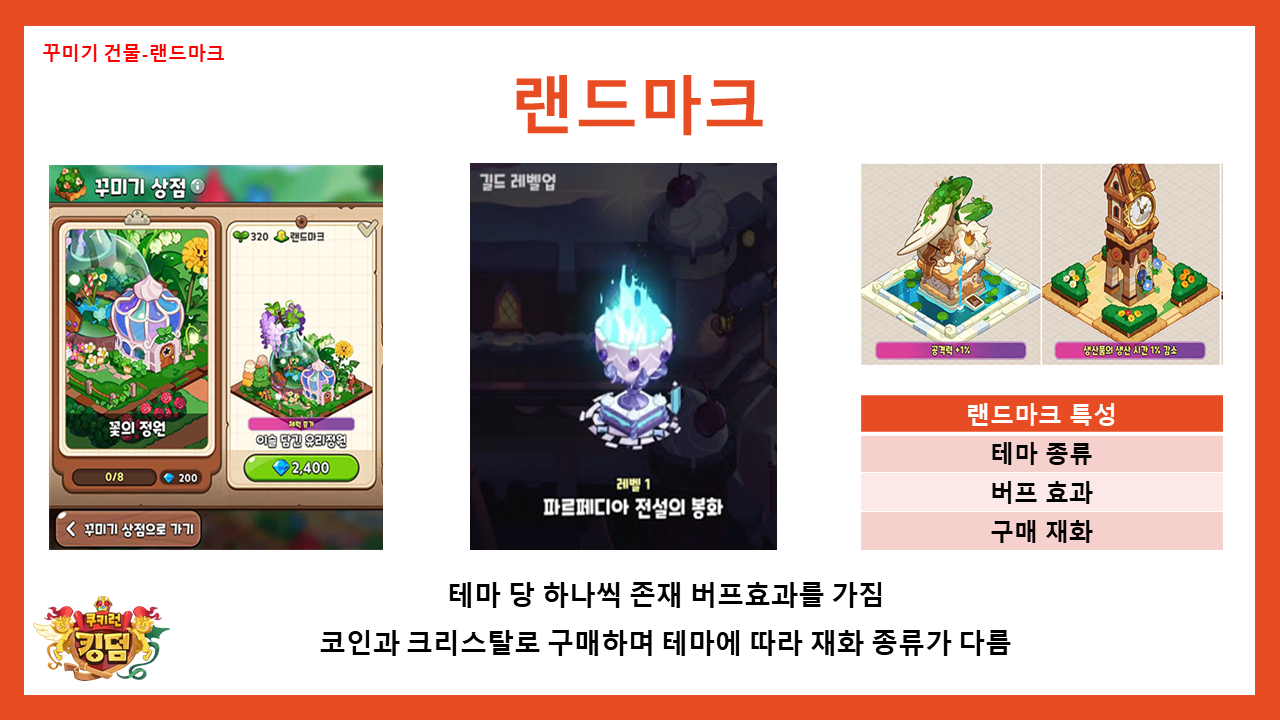 꾸미기 건물-랜드마크
랜드마크
꾸미기 상점
320 랜드마크
꽃의 정원
체력 증가
이슬 담긴 유리정원
0/8 200
2,400
꾸미기 상점으로 가기
길드 레벨업
레벨 1
파르페디아 전설의 봉화
공격력 +1%
생산품의 생산 시간 1% 감소
랜드마크 특성
테마 종류
버프 효과
구매 재화
테마 당 하나씩 존재 버프효과를 가짐
코인과 크리스탈로 구매하며 테마에 따라 재화 종류가 다름
쿠키런
킹덤